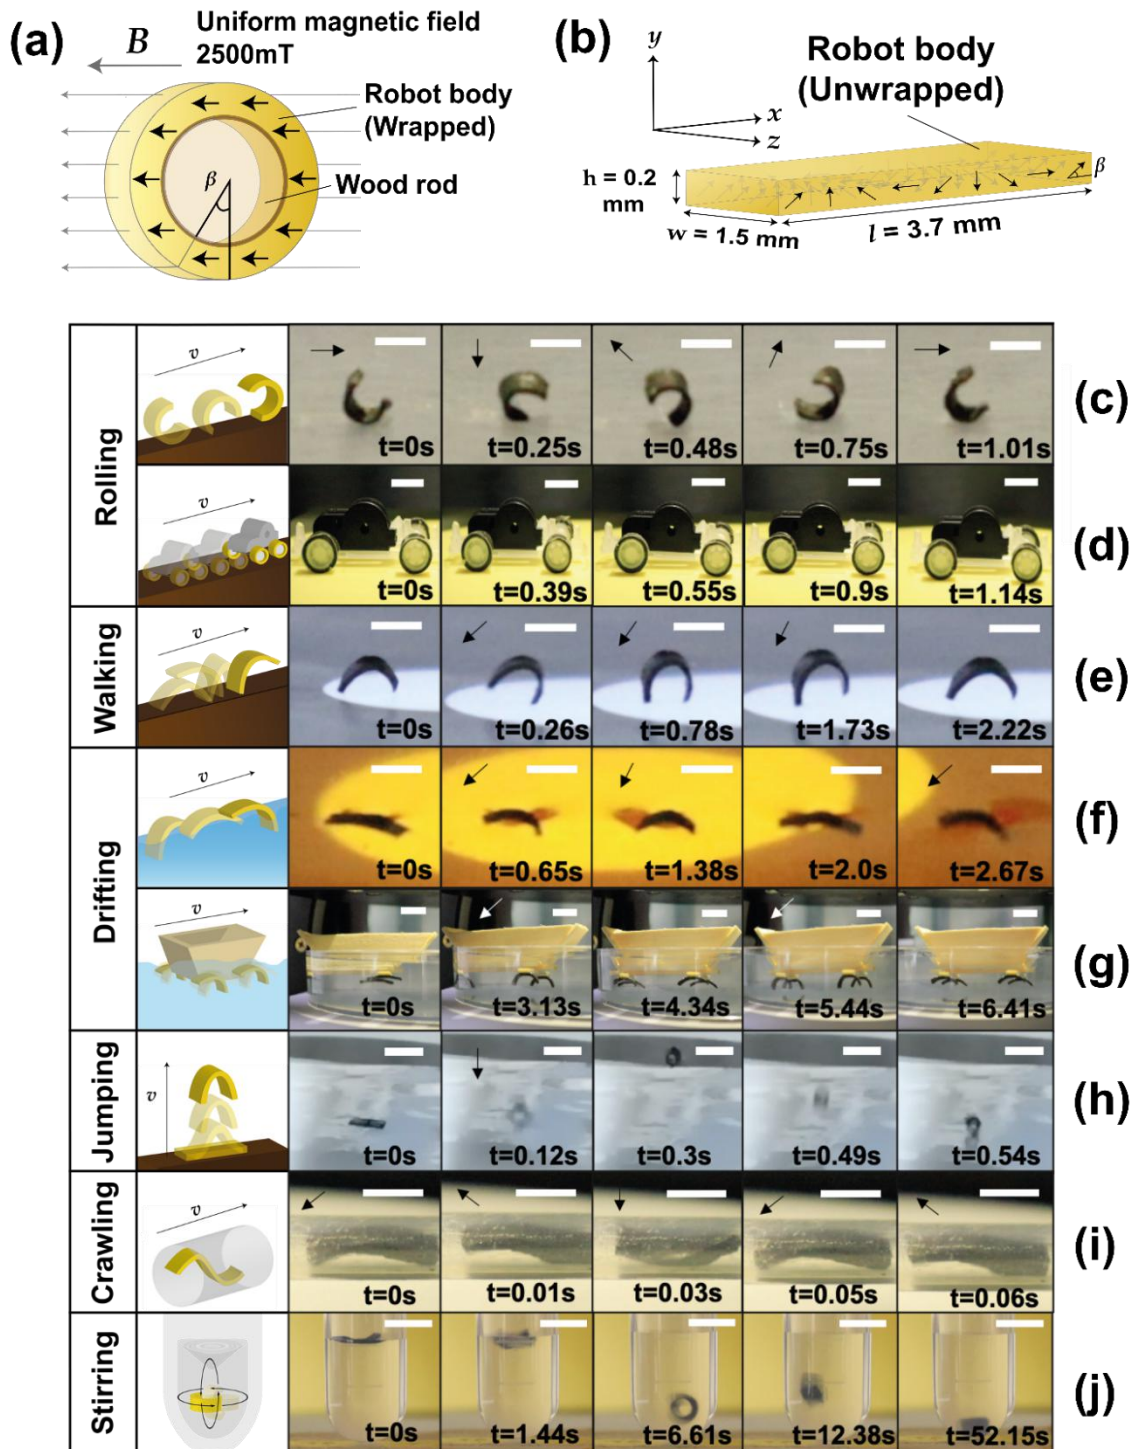 (a)
B
Uniform magnetic field
2500mT
Robot body
(Wrapped)
β
Wood rod
(b)
y
x
z
Robot body
(Unwrapped)
h = 0.2
mm
w = 1.5 mm
l = 3.7 mm
β
Rolling
v
t=0s
t=0.25s
t=0.48s
t=0.75s
t=1.01s
(c)
v
t=0s
t=0.39s
t=0.55s
t=0.9s
t=1.14s
(d)
Walking
v
t=0s
t=0.26s
t=0.78s
t=1.73s
t=2.22s
(e)
Drifting
v
t=0s
t=0.65s
t=1.38s
t=2.0s
t=2.67s
(f)
v
t=0s
t=3.13s
t=4.34s
t=5.44s
t=6.41s
(g)
Jumping
v
t=0s
t=0.12s
t=0.3s
t=0.49s
t=0.54s
(h)
Crawling
v
t=0s
t=0.01s
t=0.03s
t=0.05s
t=0.06s
(i)
Stirring
t=0s
t=1.44s
t=6.61s
t=12.38s
t=52.15s
(j)